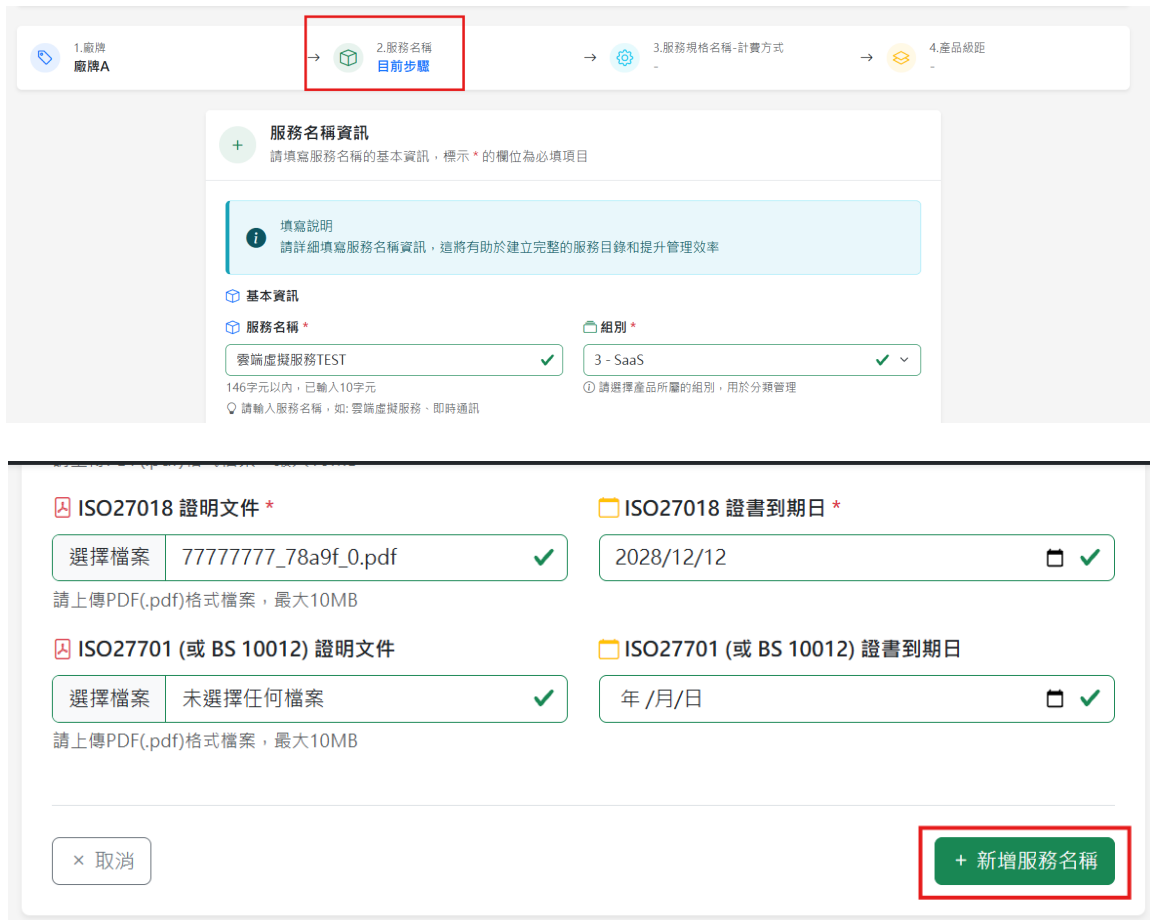 1.廠牌
廠牌A
→
2.服務名稱
目前步驟
→
3.服務規格名稱-計費方式
-
→
4.產品級距
-
+
服務名稱資訊
請填寫服務名稱的基本資訊，標示 * 的欄位為必填項目
填寫說明
請詳細填寫服務名稱資訊，這將有助於建立完整的服務目錄和提升管理效率
基本資訊
服務名稱 *
組別 *
雲端虛擬服務TEST
3 - SaaS
146字元以內，已輸入10字元
請選擇產品所屬的組別，用於分類管理
請輸入服務名稱，如: 雲端虛擬服務、即時通訊
ISO27018 證明文件 *
ISO27018 證書到期日 *
選擇檔案 77777777_78a9f_0.pdf
2028/12/12
請上傳PDF(.pdf)格式檔案，最大10MB
ISO27701 (或 BS 10012) 證明文件
ISO27701 (或 BS 10012) 證書到期日
選擇檔案 未選擇任何檔案
年 /月/日
請上傳PDF(.pdf)格式檔案，最大10MB
× 取消
+ 新增服務名稱